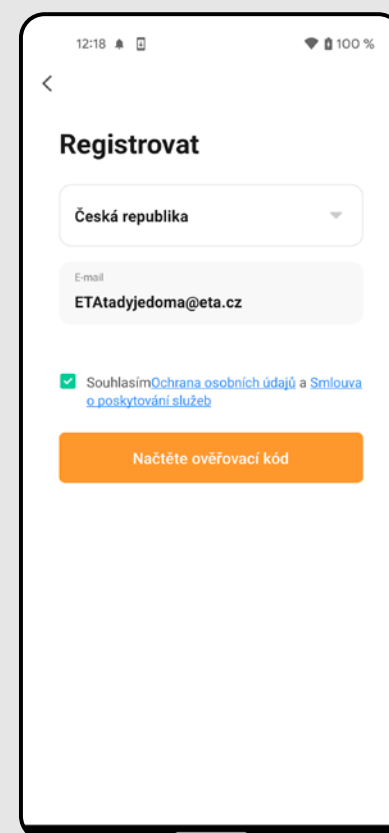 12:18
100 %
Registrovat
Česká republika
E-mail
ETAtadyjedoma@eta.cz
SouhlasímOchrana osobních údajů a Smlouva
o poskytování služeb
Načtěte ověřovací kód